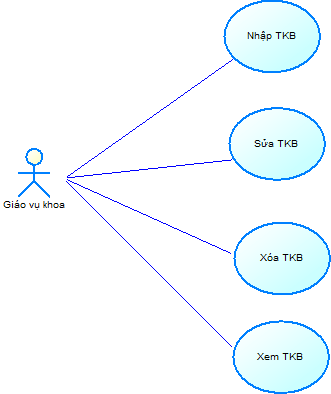 Nhập TKB
Sửa TKB
Giáo vụ khoa
Xóa TKB
Xem TKB